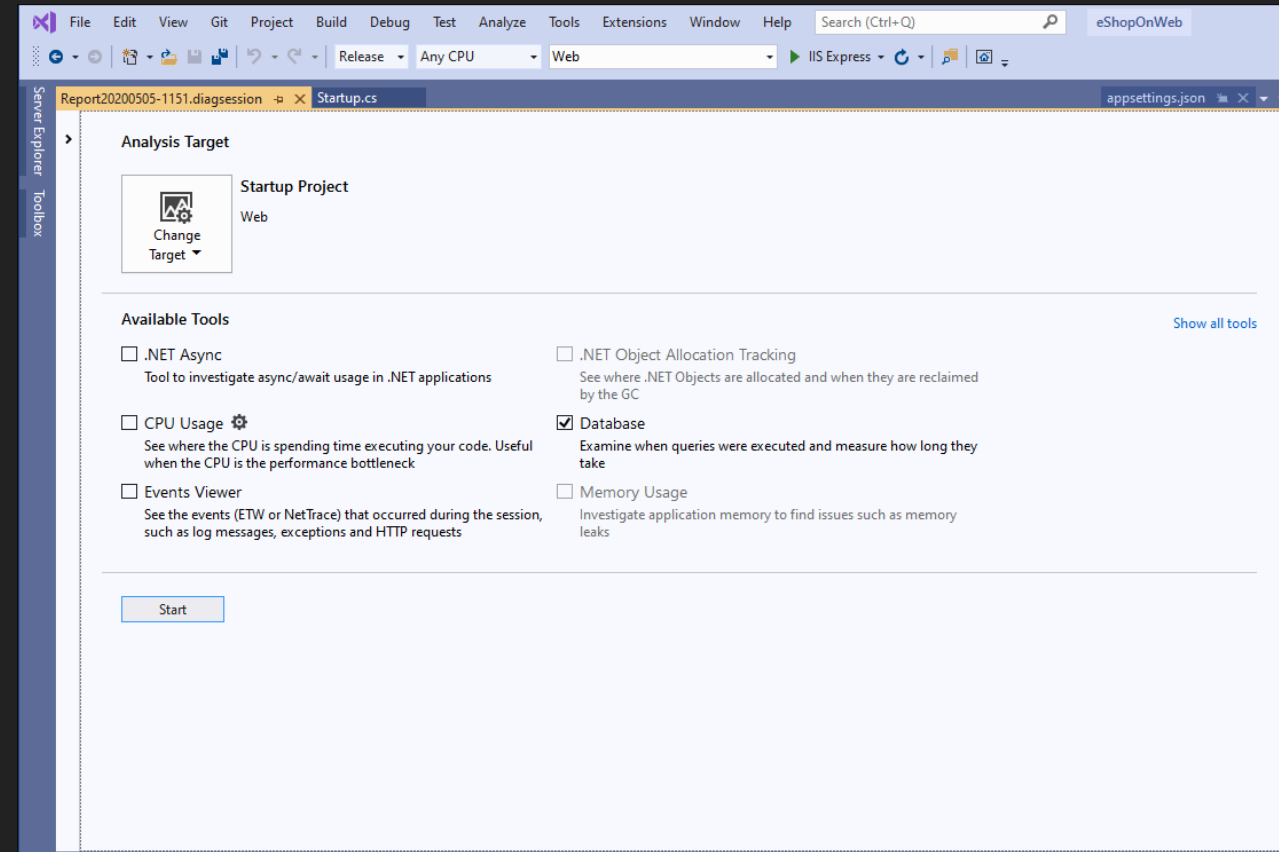 File Edit View Git Project Build Debug Test Analyze Tools Extensions Window Help Search (Ctrl+Q) eShopOnWeb
Release Any CPU Web IIS Express
Report20200505-1151.diagsession Startup.cs appsettings.json
Server Explorer
Toolbox
Analysis Target
Change
Target
Startup Project
Web
Available Tools
Show all tools
.NET Async
Tool to investigate async/await usage in .NET applications
.NET Object Allocation Tracking
See where .NET Objects are allocated and when they are reclaimed
by the GC
CPU Usage
See where the CPU is spending time executing your code. Useful
when the CPU is the performance bottleneck
Database
Examine when queries were executed and measure how long they
take
Events Viewer
See the events (ETW or NetTrace) that occurred during the session,
such as log messages, exceptions and HTTP requests
Memory Usage
Investigate application memory to find issues such as memory
leaks
Start